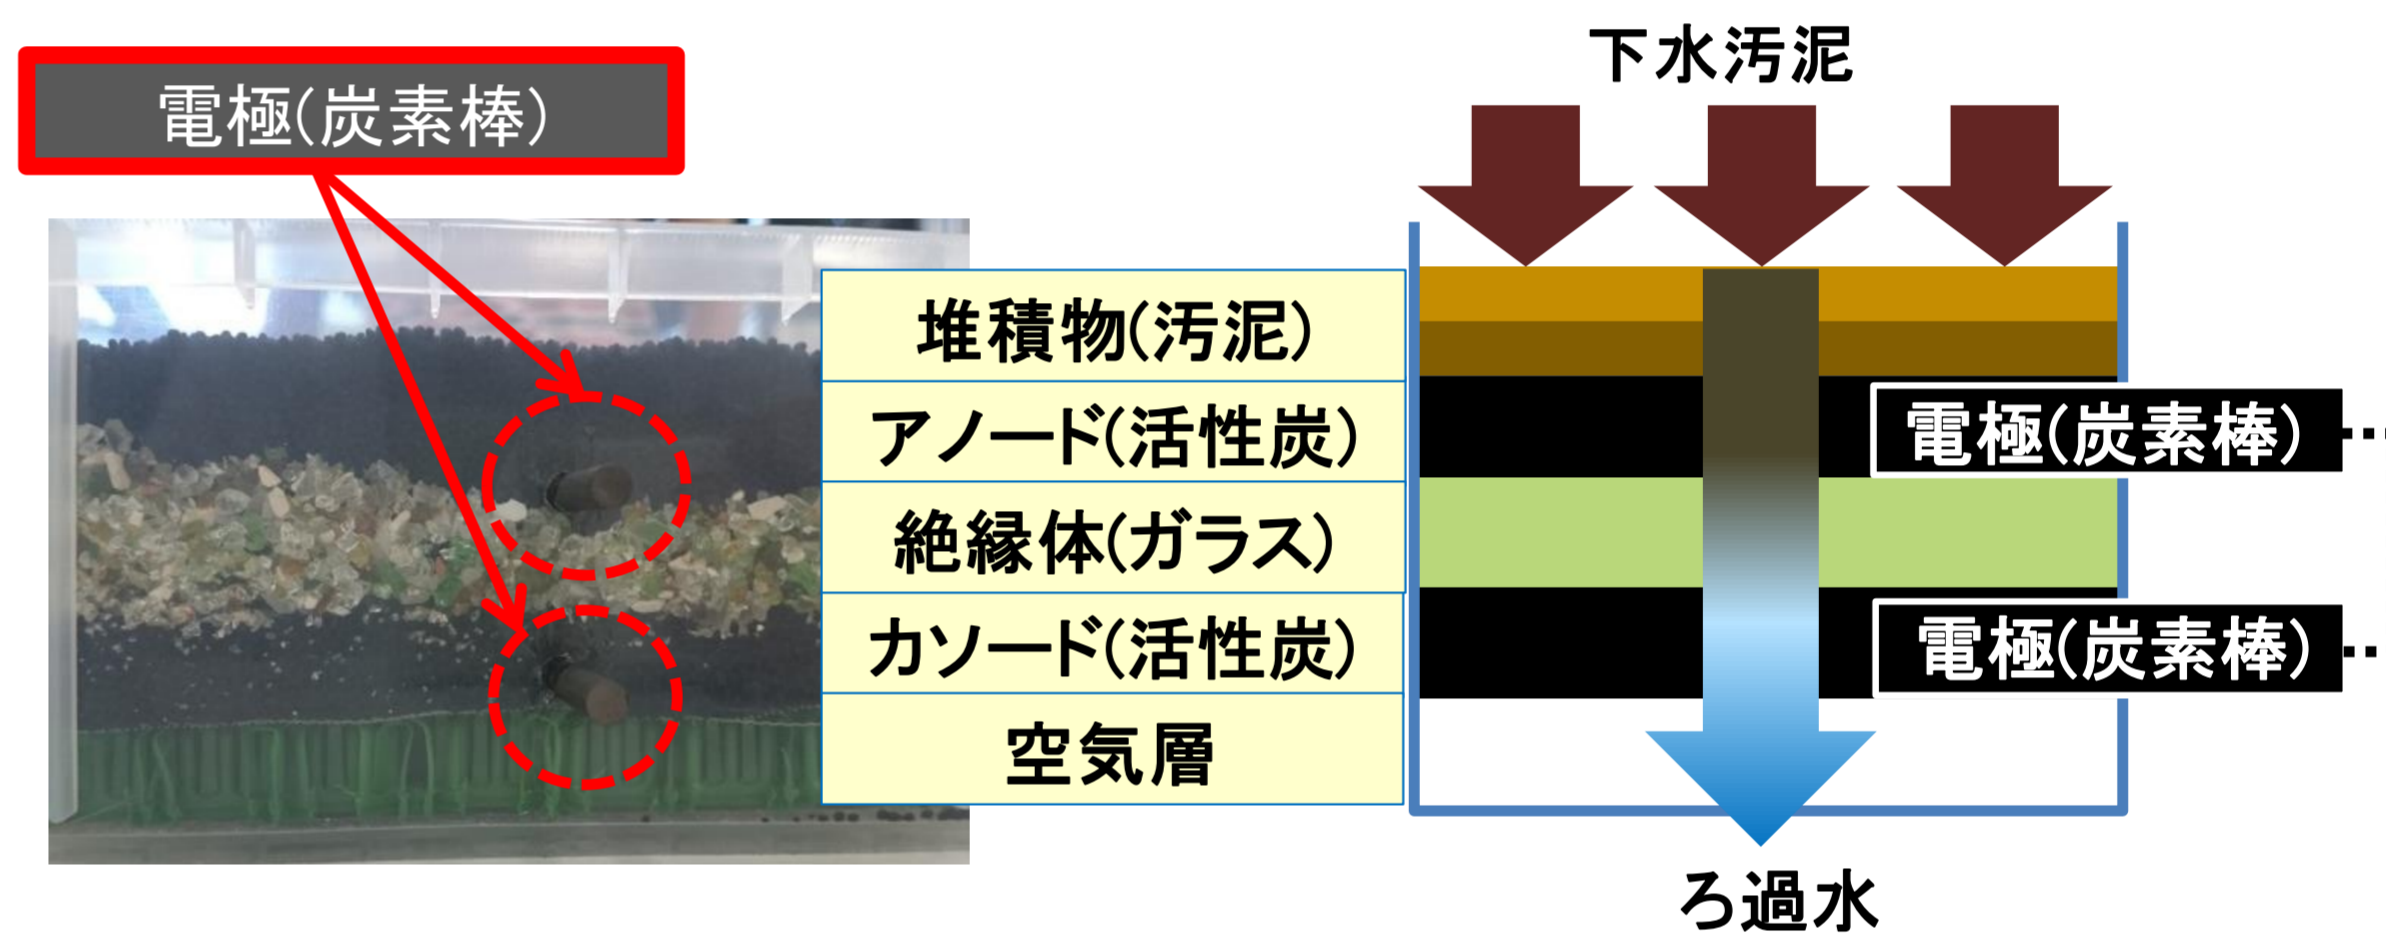 電極(炭素棒)
下水汚泥
堆積物(汚泥)
アノード(活性炭)
電極(炭素棒)
絶縁体(ガラス)
カソード(活性炭)
電極(炭素棒)
空気層
ろ過水